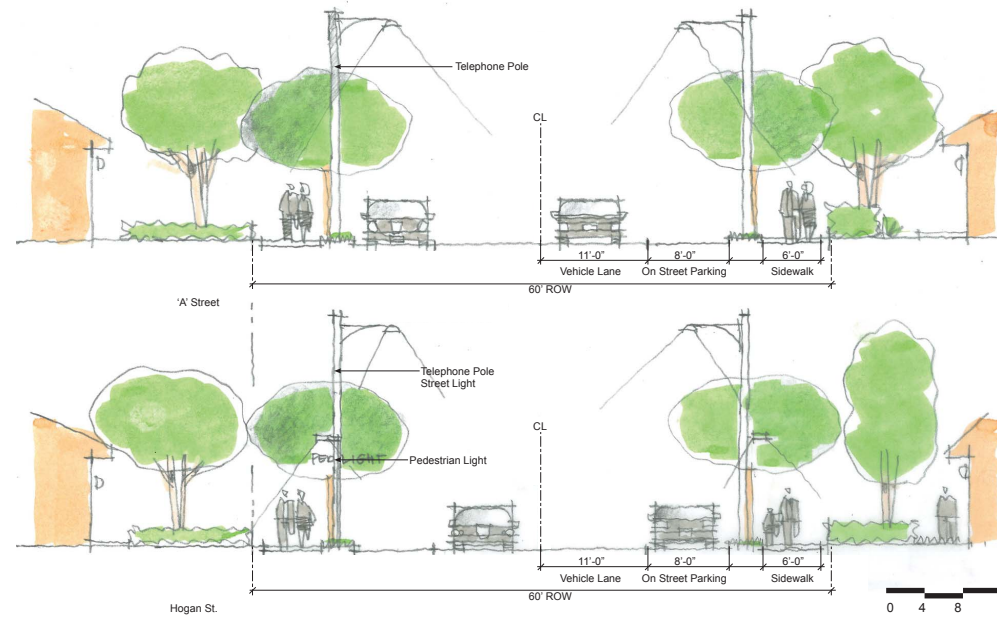 Telephone Pole
CL
11'-0"
8'-0"
6'-0"
Vehicle Lane
On Street Parking
Sidewalk
60' ROW
'A' Street
Telephone Pole
Street Light
CL
PED LIGHT
Pedestrian Light
11'-0"
8'-0"
6'-0"
Vehicle Lane
On Street Parking
Sidewalk
60' ROW
Hogan St.
0 4 8